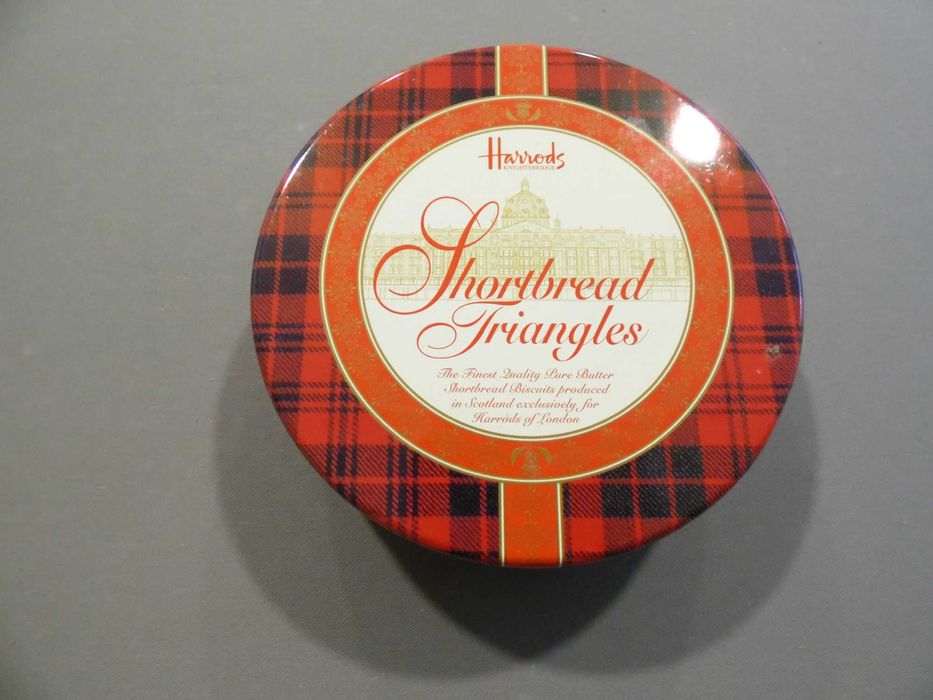 Harrods
KNIGHTSBRIDGE
Shortbread
Triangles
The Finest Quality Pure Butter
Shortbread Biscuits produced
in Scotland exclusively for
Harrods of London